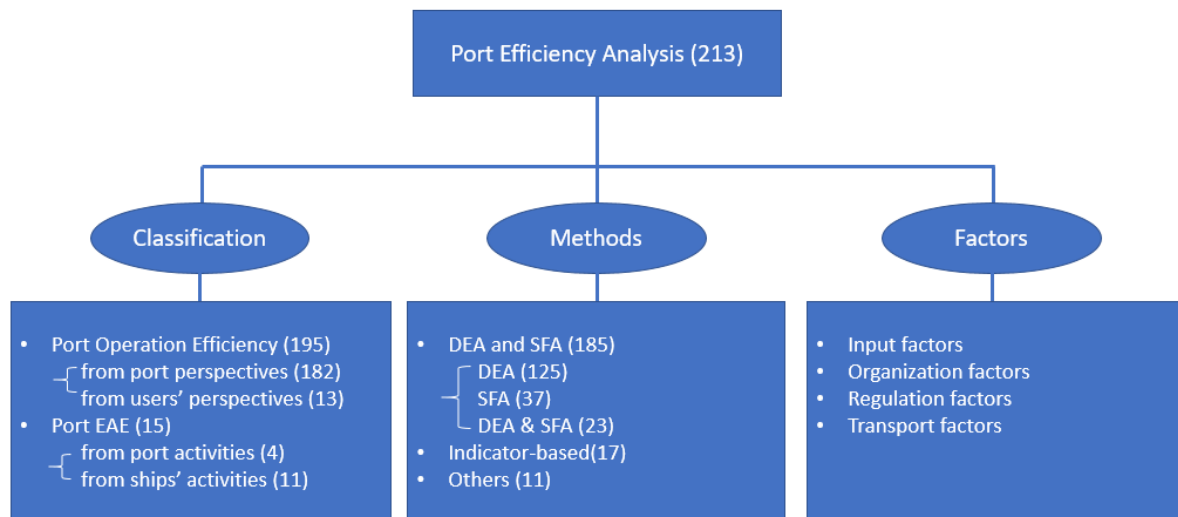 Port Efficiency Analysis (213)
Classification
Methods
Factors
• Port Operation Efficiency (195)
from port perspectives (182)
from users’ perspectives (13)
• Port EAE (15)
from port activities (4)
from ships’ activities (11)
• DEA and SFA (185)
DEA (125)
SFA (37)
DEA & SFA (23)
• Indicator-based(17)
• Others (11)
• Input factors
• Organization factors
• Regulation factors
• Transport factors